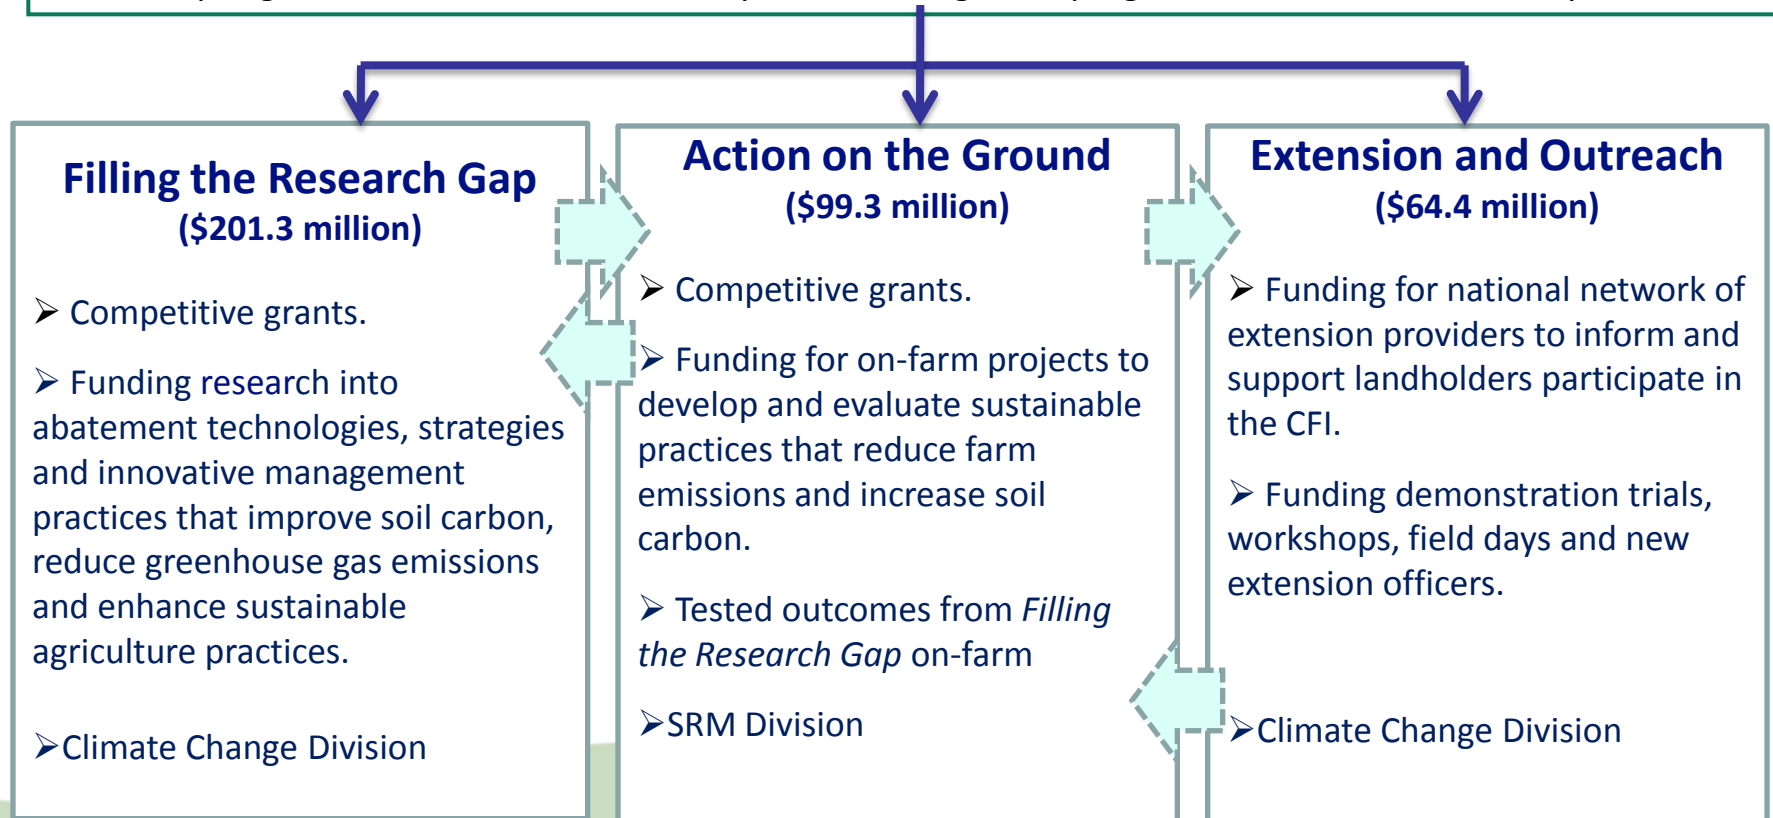 Filling the Research Gap
($201.3 million)
➢ Competitive grants.
➢ Funding research into
abatement technologies, strategies
and innovative management
practices that improve soil carbon,
reduce greenhouse gas emissions
and enhance sustainable
agriculture practices.
➢Climate Change Division
Action on the Ground
($99.3 million)
➢ Competitive grants.
➢ Funding for on-farm projects to
develop and evaluate sustainable
practices that reduce farm
emissions and increase soil
carbon.
➢ Tested outcomes from Filling
the Research Gap on-farm
➢SRM Division
Extension and Outreach
($64.4 million)
➢ Funding for national network of
extension providers to inform and
support landholders participate in
the CFI.
➢ Funding demonstration trials,
workshops, field days and new
extension officers.
➢Climate Change Division